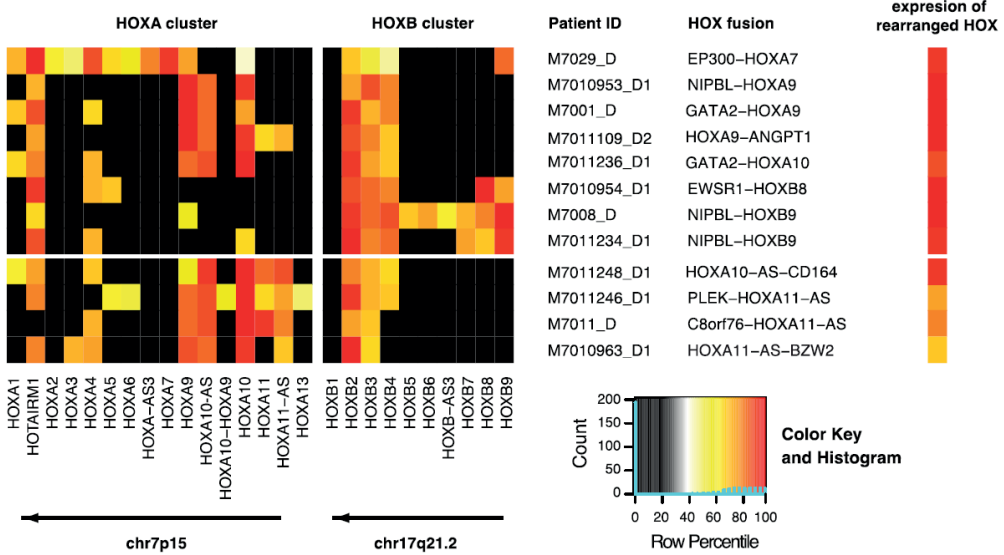 HOXA cluster
HOXB cluster
Patient ID
HOX fusion
expresion of
rearranged HOX
M7029_D EP300-HOXA7
M7010953_D1 NIPBL-HOXA9
M7001_D GATA2-HOXA9
M7011109_D2 HOXA9-ANGPT1
M7011236_D1 GATA2-HOXA10
M7010954_D1 EWSR1-HOXB8
M7008_D NIPBL-HOXB9
M7011234_D1 NIPBL-HOXB9
M7011248_D1 HOXA10-AS-CD164
M7011246_D1 PLEK-HOXA11-AS
M7011_D C8orf76-HOXA11-AS
M7010963_D1 HOXA11-AS-BZW2
HOXA1
HOTAIRM1
HOXA2
HOXA3
HOXA4
HOXA5
HOXA6
HOXA-AS3
HOXA7
HOXA9
HOXA10-AS
HOXA10-HOXA9
HOXA10
HOXA11
HOXA11-AS
HOXA13
HOXB1
HOXB2
HOXB3
HOXB4
HOXB5
HOXB6
HOXB-AS3
HOXB7
HOXB8
HOXB9
chr7p15
chr17q21.2
Count
200
150
100
50
0
0 20 40 60 80 100
Row Percentile
Color Key
and Histogram